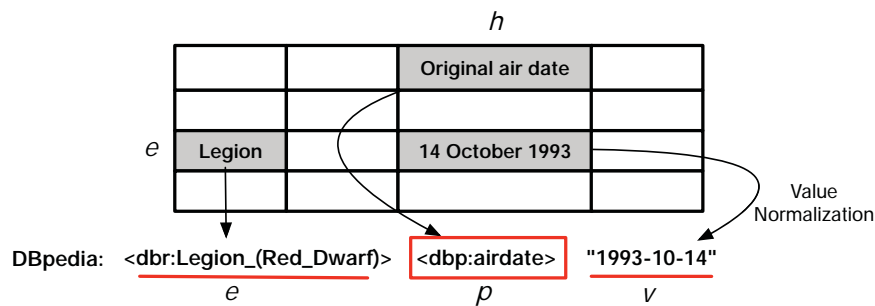 h
Original air date
e Legion 14 October 1993
Value
Normalization
DBpedia: <dbr:Legion_(Red_Dwarf)> <dbp:airdate> "1993-10-14"
e p v